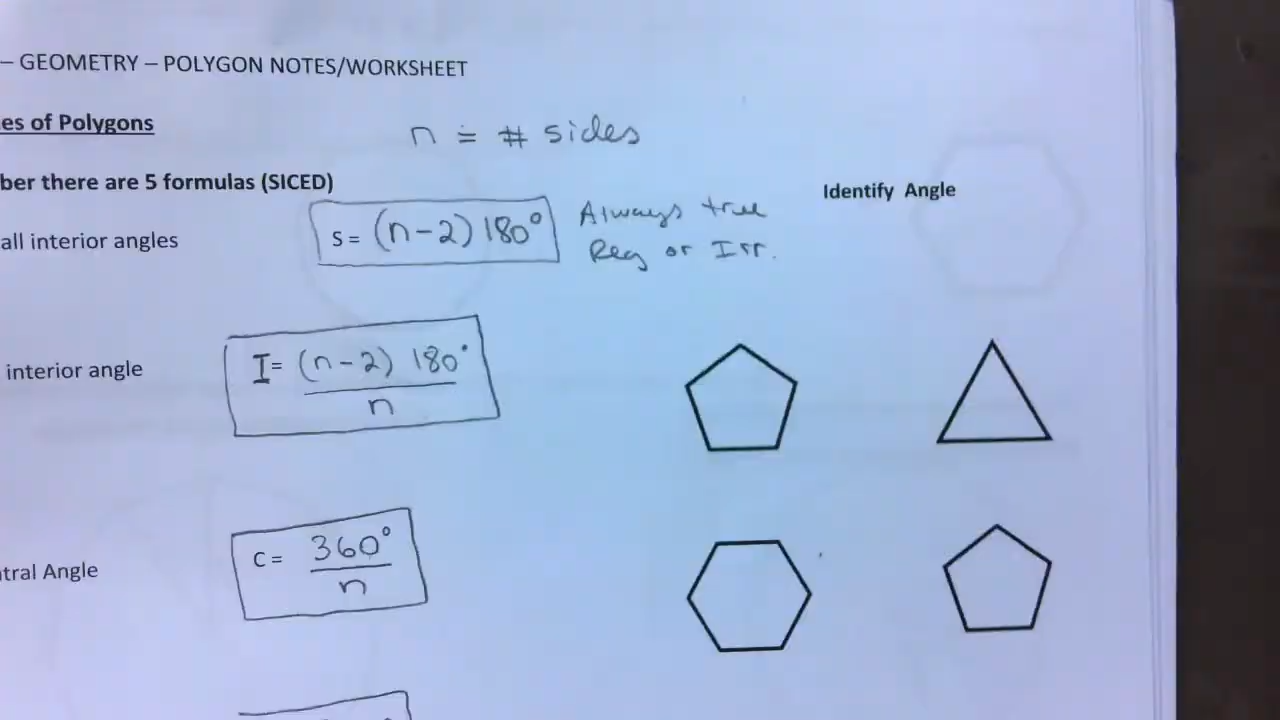 – GEOMETRY – POLYGON NOTES/WORKSHEET
es of Polygons
n = # sides
ber there are 5 formulas (SICED)
Identify Angle
all interior angles
S = (n-2) 180°
Always true
Reg or Irr.
interior angle
I = (n-2) 180°
n
tral Angle
C = 360°
n